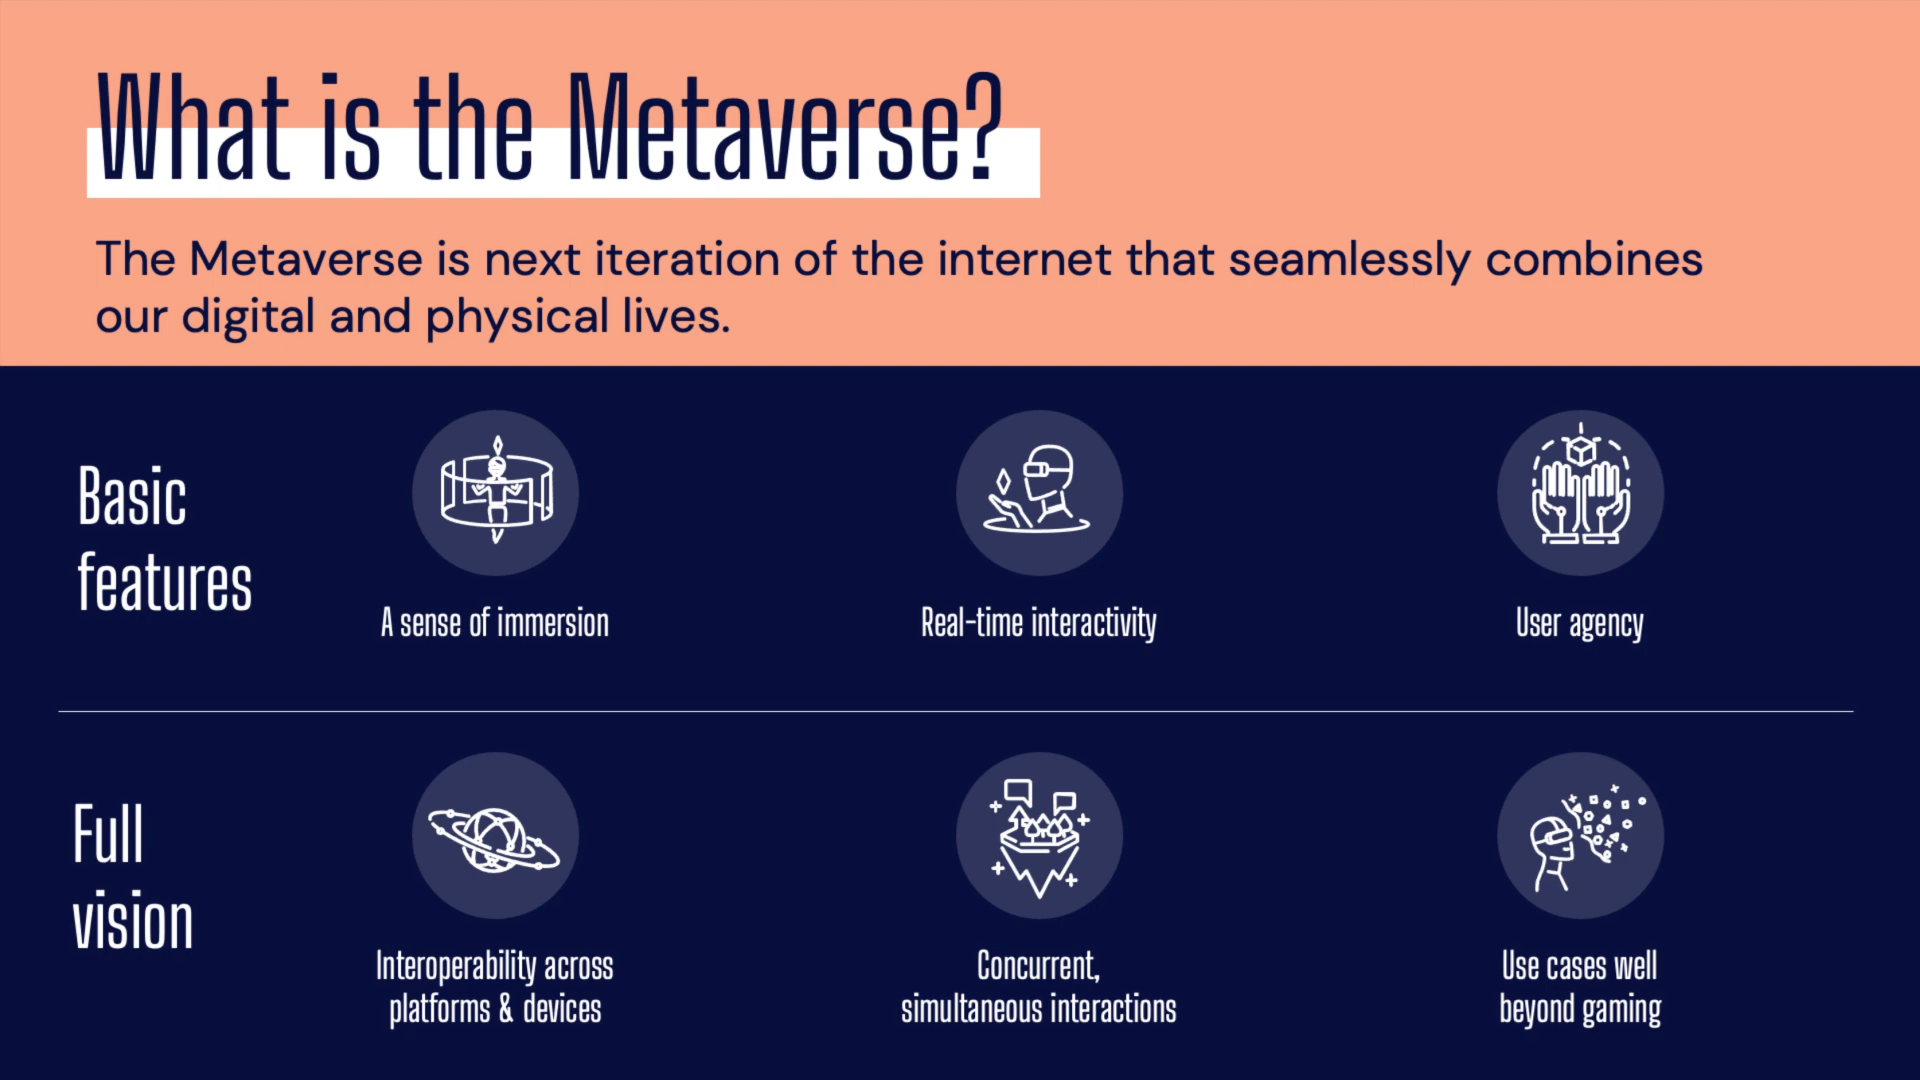 What is the Metaverse?
The Metaverse is next iteration of the internet that seamlessly combines
our digital and physical lives.
Basic
features
A sense of immersion
Real-time interactivity
User agency
Full
vision
Interoperability across
platforms & devices
Concurrent,
simultaneous interactions
Use cases well
beyond gaming